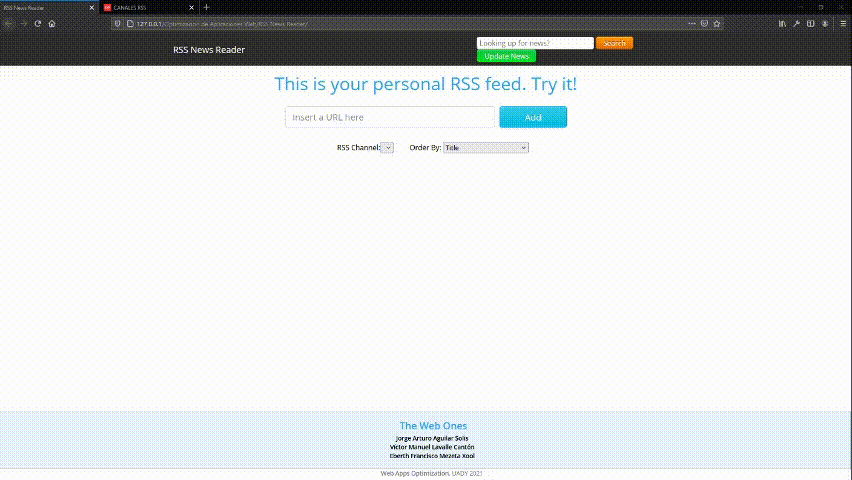 RSS News Reader
CANALES RSS
127.0.0.1/Optimizacion de Aplicaciones Web/RSS News Reader/
RSS News Reader
Looking up for news?
Search
Update News
This is your personal RSS feed. Try it!
Insert a URL here
Add
RSS Channel:
Order By: Title
The Web Ones
Jorge Arturo Aguilar Solis
Víctor Manuel Lavalle Cantón
Eberth Francisco Mezeta Xool
Web Apps Optimization, UADY 2021